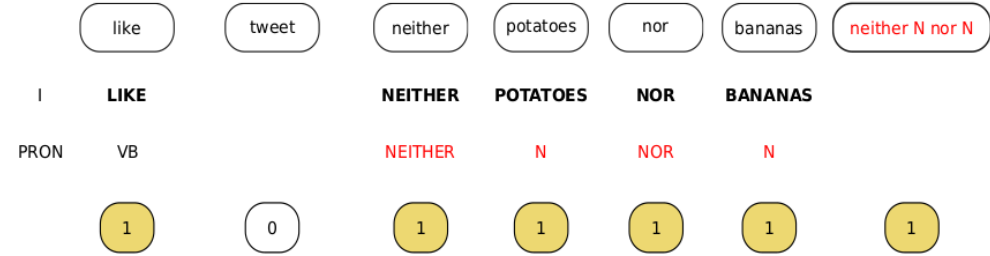 like tweet neither potatoes nor bananas neither N nor N
I LIKE NEITHER POTATOES NOR BANANAS
PRON VB NEITHER N NOR N
1 0 1 1 1 1 1